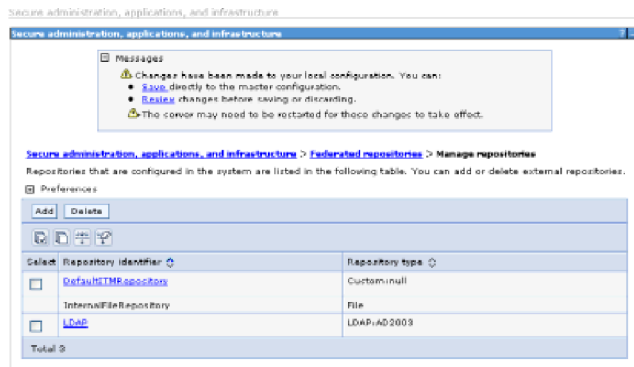 Secure administration, applications, and infrastructure
Secure administration, applications, and infrastructure ? -
Messages
Changes have been made to your local configuration. You can:
Save directly to the master configuration.
Review changes before saving or discarding.
The server may need to be restarted for these changes to take effect.
Secure administration, applications, and infrastructure > Federated repositories > Manage repositories
Repositories that are configured in the system are listed in the following table. You can add or delete external repositories.
Preferences
Add Delete
Select Repository identifier Repository type
DefaultITMRepository Custom:null
InternalFileRepository File
LDAP LDAP:AD2003
Total 3